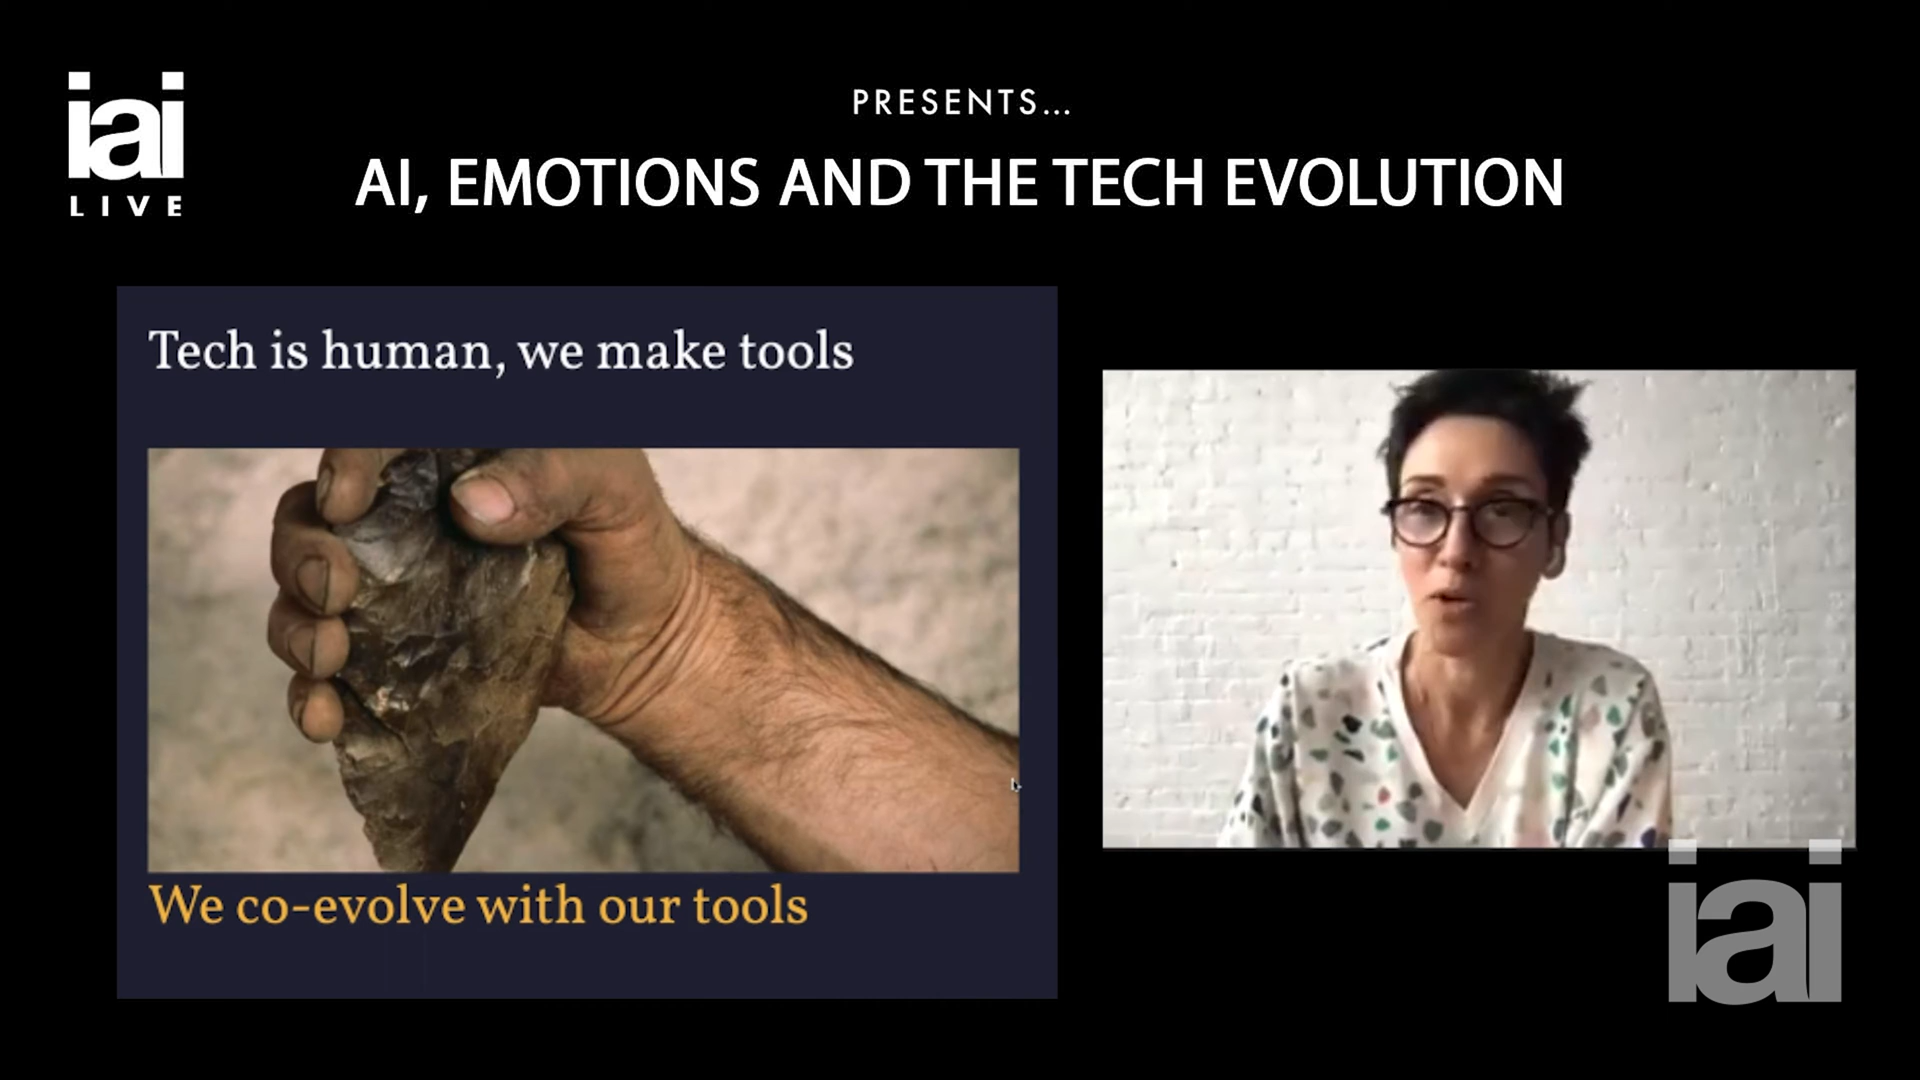 iai
LIVE
PRESENTS...
AI, EMOTIONS AND THE TECH EVOLUTION
Tech is human, we make tools
We co-evolve with our tools
iai